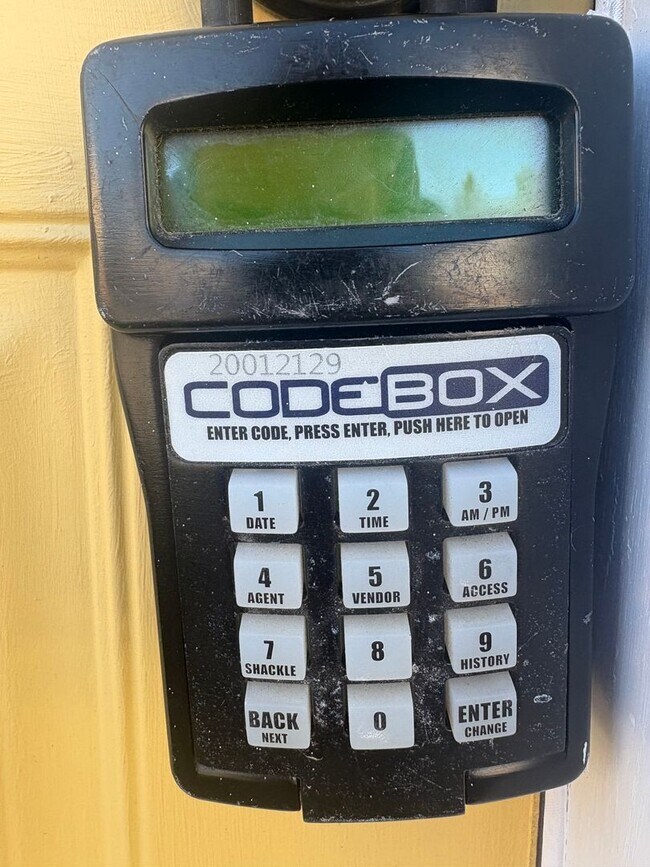 20012129
CODEBOX
ENTER CODE, PRESS ENTER, PUSH HERE TO OPEN
1 2 3
DATE TIME AM / PM
4 5 6
AGENT VENDOR ACCESS
7 8 9
SHACKLE HISTORY
BACK 0 ENTER
NEXT CHANGE